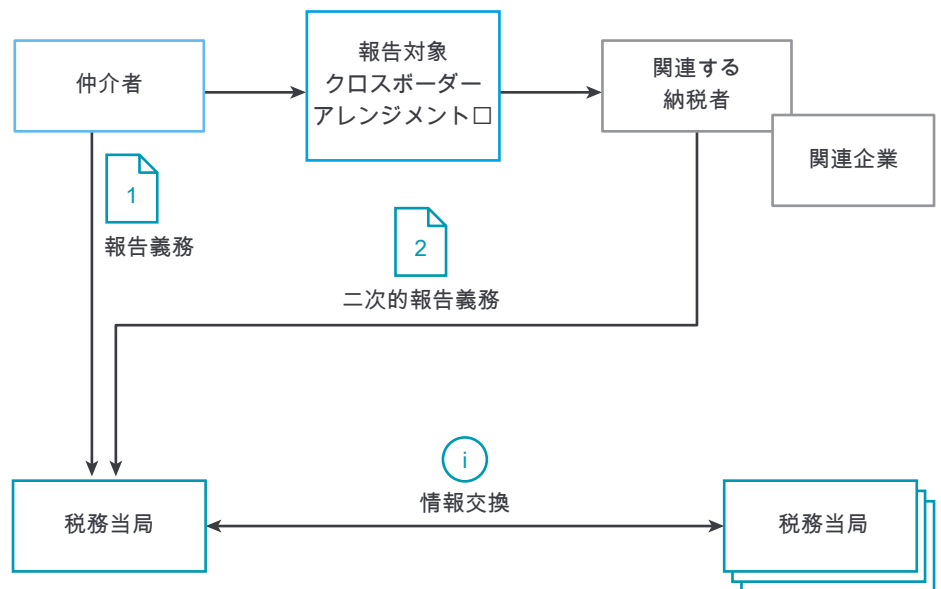 仲介者
報告対象
クロスボーダー
アレンジメント□
関連する
納税者
関連企業
1
報告義務
2
二次的報告義務
i
情報交換
税務当局
税務当局